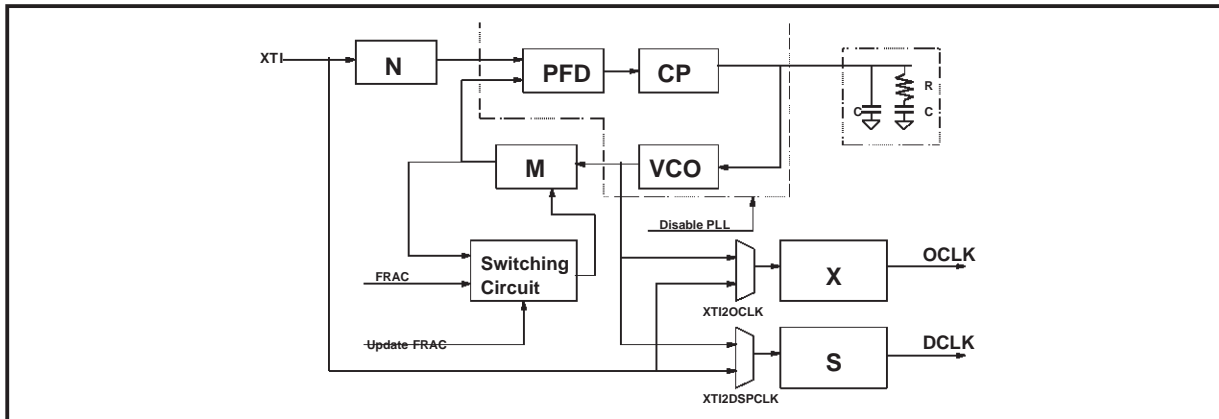 XTI
N
PFD
CP
R
C
C
M
VCO
Disable PLL
Switching
Circuit
FRAC
Update FRAC
XTI2OCLK
X
OCLK
XTI2DSPCLK
S
DCLK